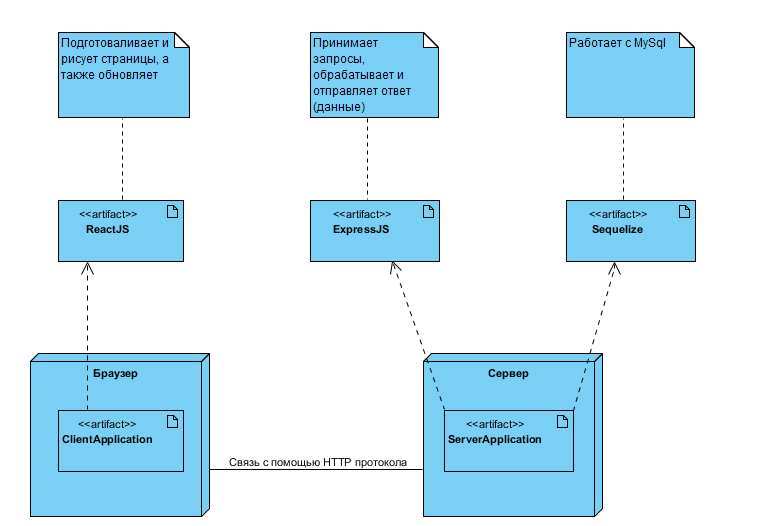 Подготоваливает и
рисует страницы, а
также обновляет
Принимает
запросы,
обрабатывает и
отправляет ответ
(данные)
Работает с MySql
<<artifact>>
ReactJS
<<artifact>>
ExpressJS
<<artifact>>
Sequelize
Браузер
<<artifact>>
ClientApplication
Связь с помощью HTTP протокола
Сервер
<<artifact>>
ServerApplication